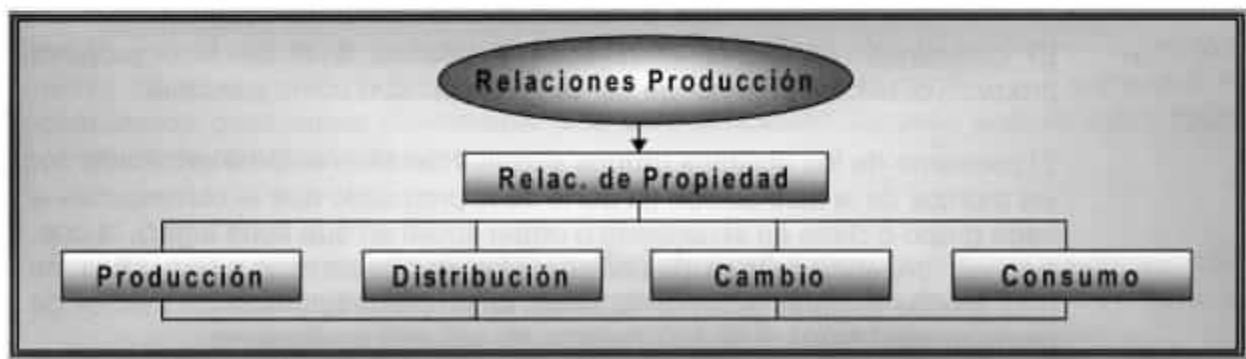 Relaciones Producción
Relac. de Propiedad
Producción
Distribución
Cambio
Consumo